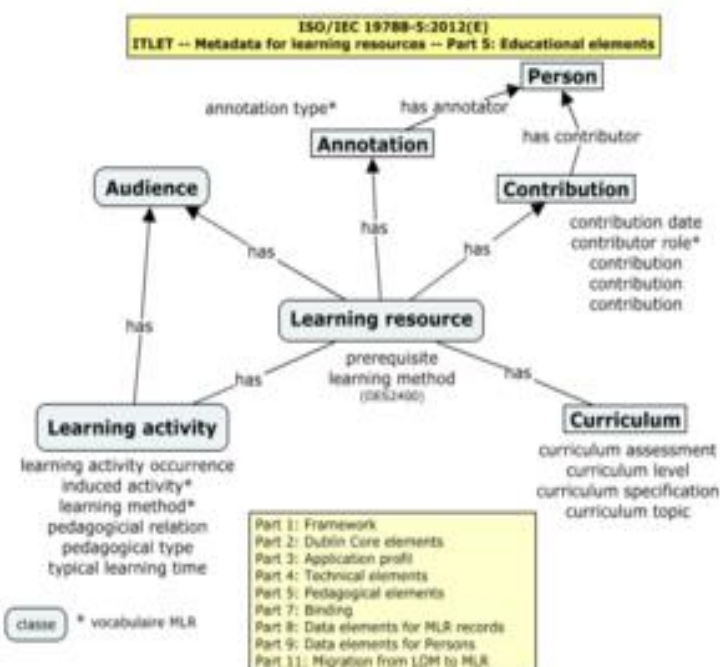 ISO/IEC 19788-5:2012(E)
ITLET -- Metadata for learning resources -- Part 5: Educational elements
Person
annotation type*
has annotator
Annotation
has contributor
Audience
Contribution
has
has
has
contribution date
contributor role*
contribution
contribution
contribution
Learning resource
has
prerequisite
learning method
(DES2400)
has
has
Learning activity
Curriculum
learning activity occurrence
induced activity*
learning method*
pedagogicial relation
pedagogical type
typical learning time
curriculum assessment
curriculum level
curriculum specification
curriculum topic
Part 1: Framework
Part 2: Dublin Core elements
Part 3: Application profil
Part 4: Technical elements
Part 5: Pedagogical elements
Part 7: Binding
Part 8: Data elements for MLR records
Part 9: Data elements for Persons
Part 11: Migration from LOM to MLR
classe
* vocabulaire MLR